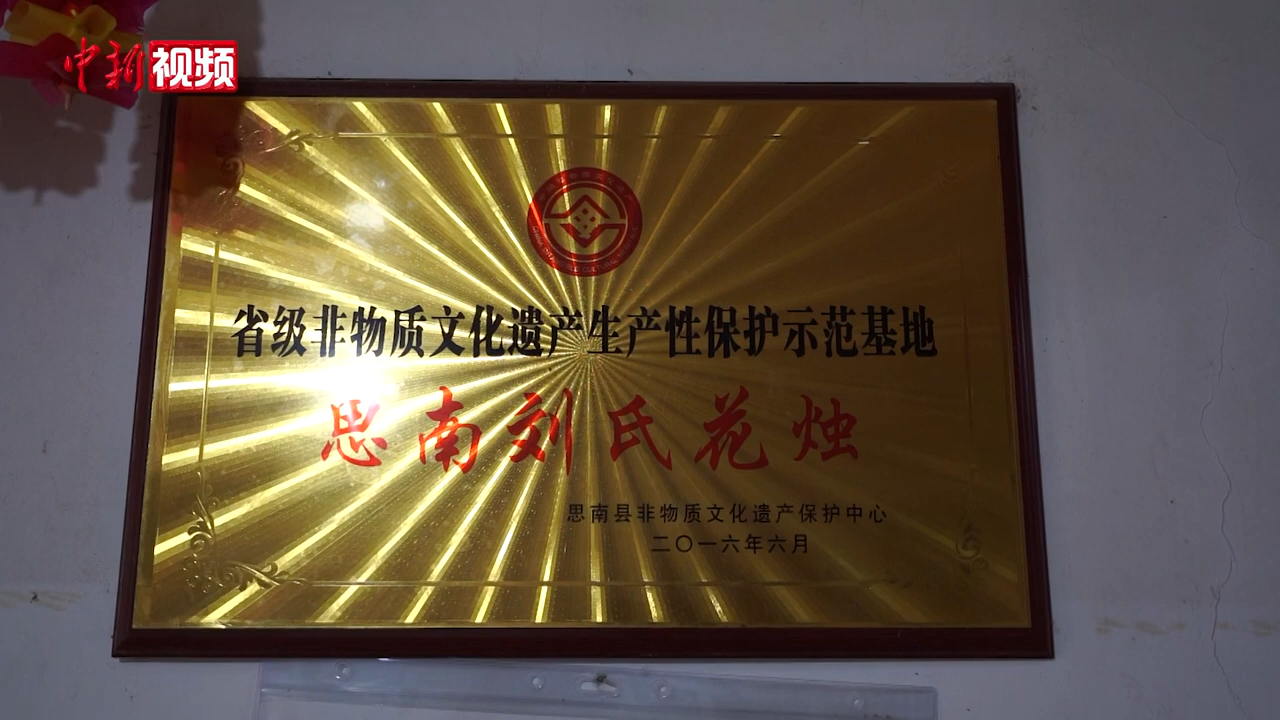 中新视频
省级非物质文化遗产生产性保护示范基地
思南刘氏花烛
思南县非物质文化遗产保护中心
二〇一六年六月